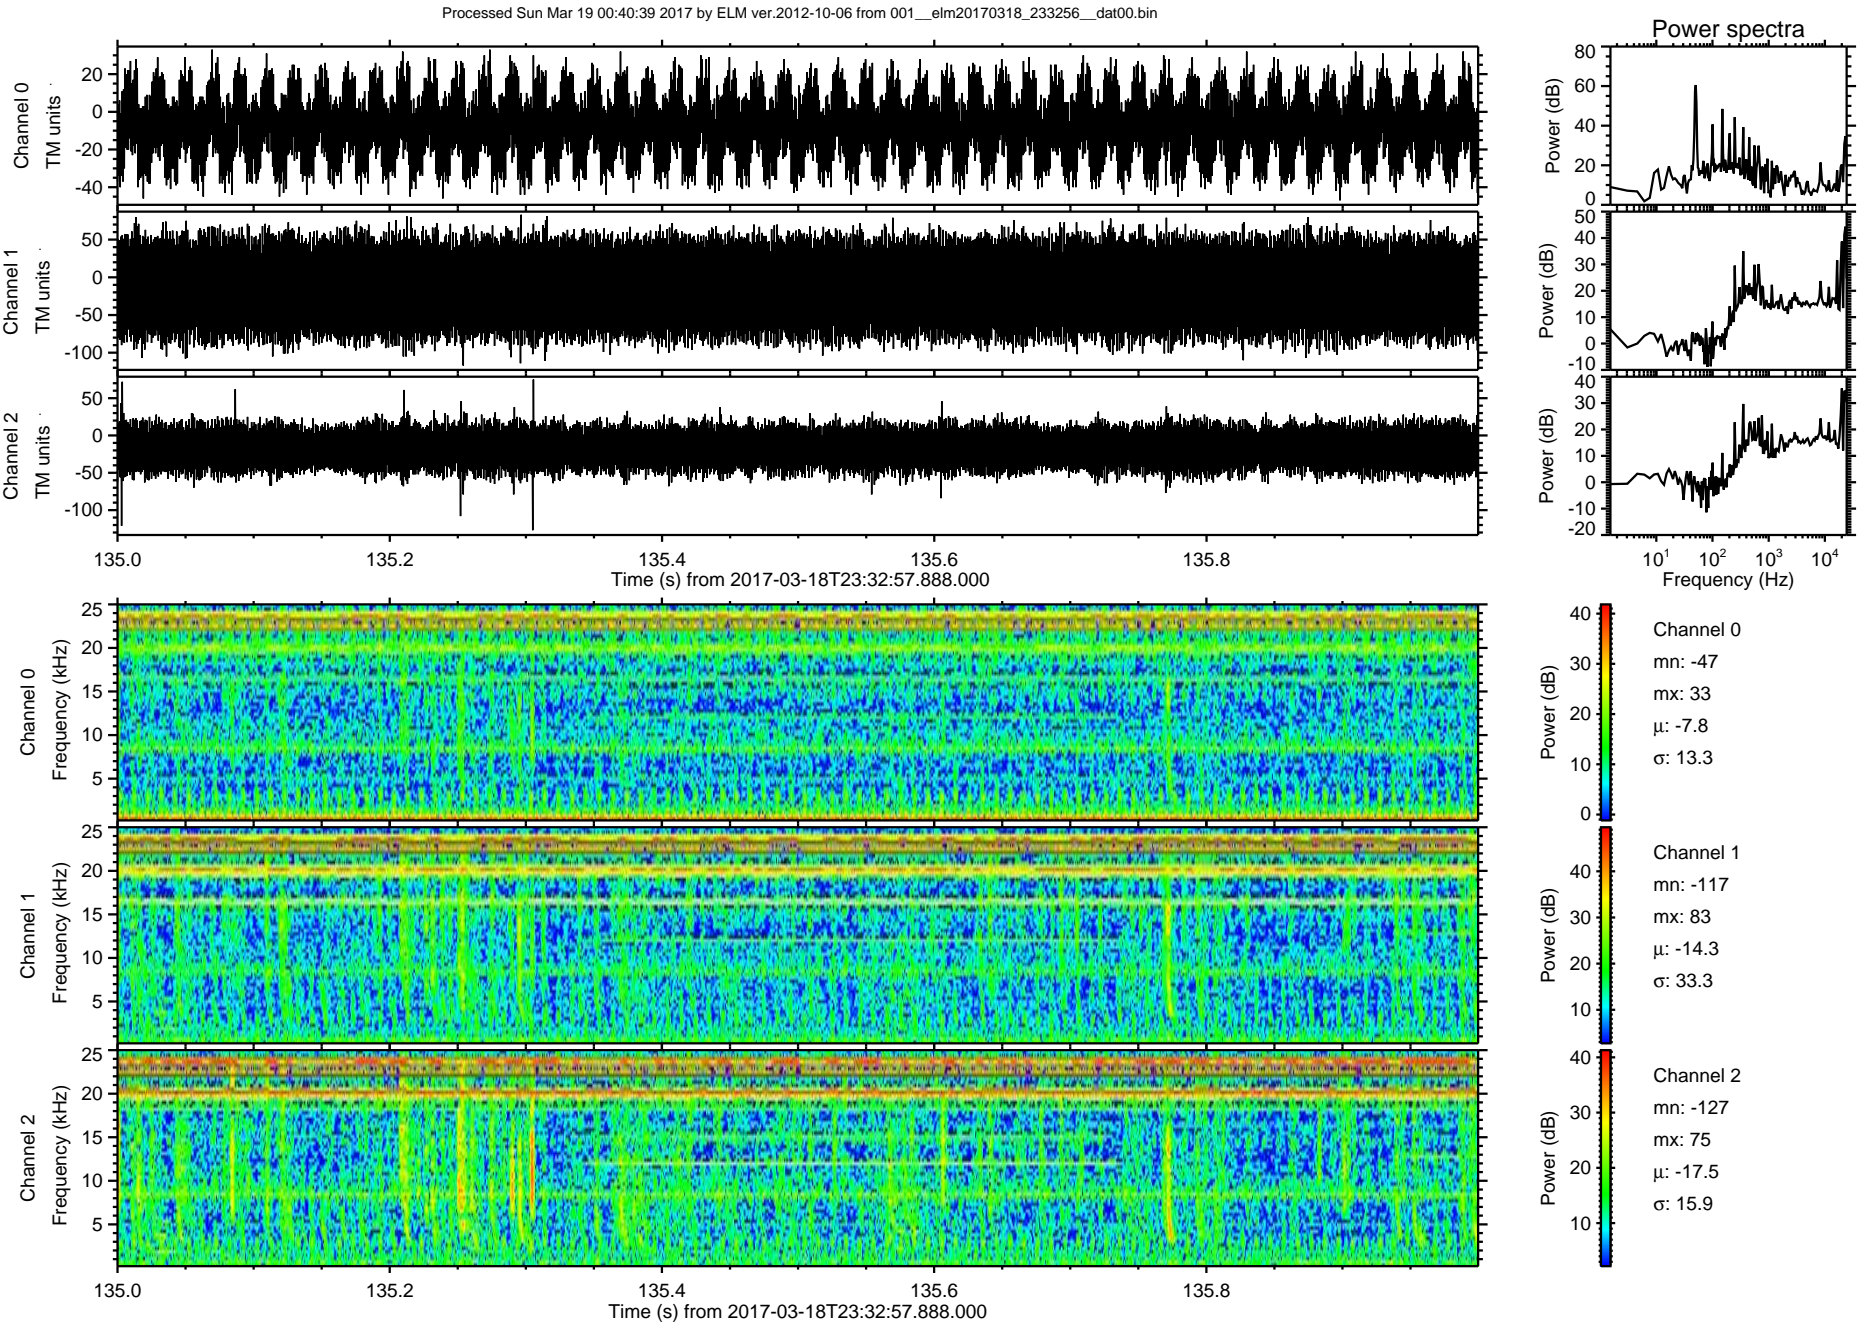 Processed Sun Mar 19 00:40:39 2017 by ELM ver.2012-10-06 from 001__elm20170318_233256__dat00.bin
Power spectra
Channel 0
TM units
20
0
-20
-40
Power (dB)
80
60
40
20
0
Channel 1
TM units
50
0
-50
-100
Power (dB)
50
40
30
20
10
0
-10
Channel 2
TM units
50
0
-50
-100
Power (dB)
40
30
20
10
0
-10
-20
135.0 135.2 135.4 135.6 135.8
Time (s) from 2017-03-18T23:32:57.888.000
10^1 10^2 10^3 10^4
Frequency (Hz)
Channel 0
Frequency (kHz)
25
20
15
10
5
Power (dB)
40
30
20
10
0
Channel 0
mn: -47
mx: 33
μ: -7.8
σ: 13.3
Channel 1
Frequency (kHz)
25
20
15
10
5
Power (dB)
40
30
20
10
Channel 1
mn: -117
mx: 83
μ: -14.3
σ: 33.3
Channel 2
Frequency (kHz)
25
20
15
10
5
Power (dB)
40
30
20
10
Channel 2
mn: -127
mx: 75
μ: -17.5
σ: 15.9
135.0 135.2 135.4 135.6 135.8
Time (s) from 2017-03-18T23:32:57.888.000